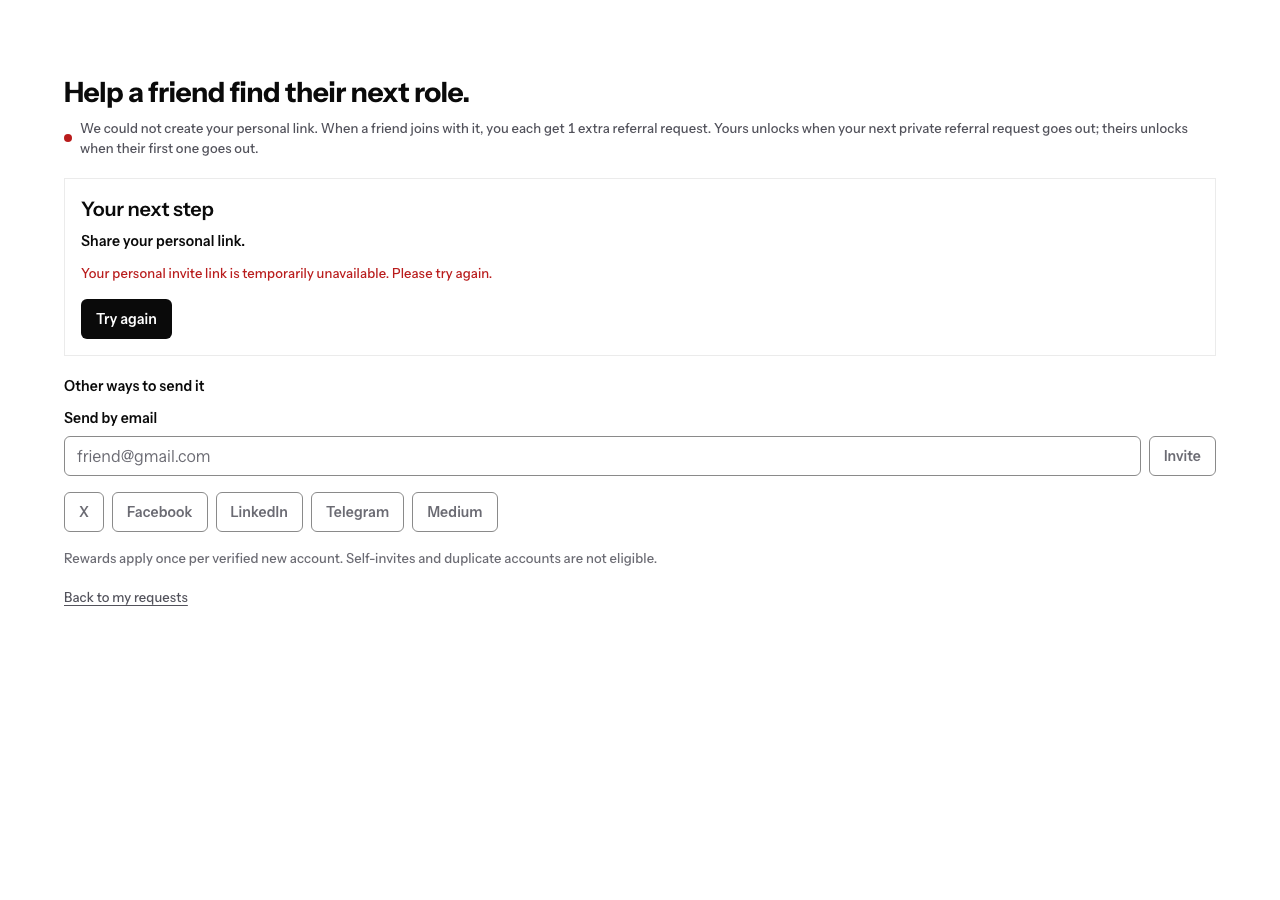 Help a friend find their next role.
We could not create your personal link. When a friend joins with it, you each get 1 extra referral request. Yours unlocks when your next private referral request goes out; theirs unlocks
when their first one goes out.
Your next step
Share your personal link.
Your personal invite link is temporarily unavailable. Please try again.
Try again
Other ways to send it
Send by email
friend@gmail.com
Invite
X
Facebook
LinkedIn
Telegram
Medium
Rewards apply once per verified new account. Self-invites and duplicate accounts are not eligible.
Back to my requests